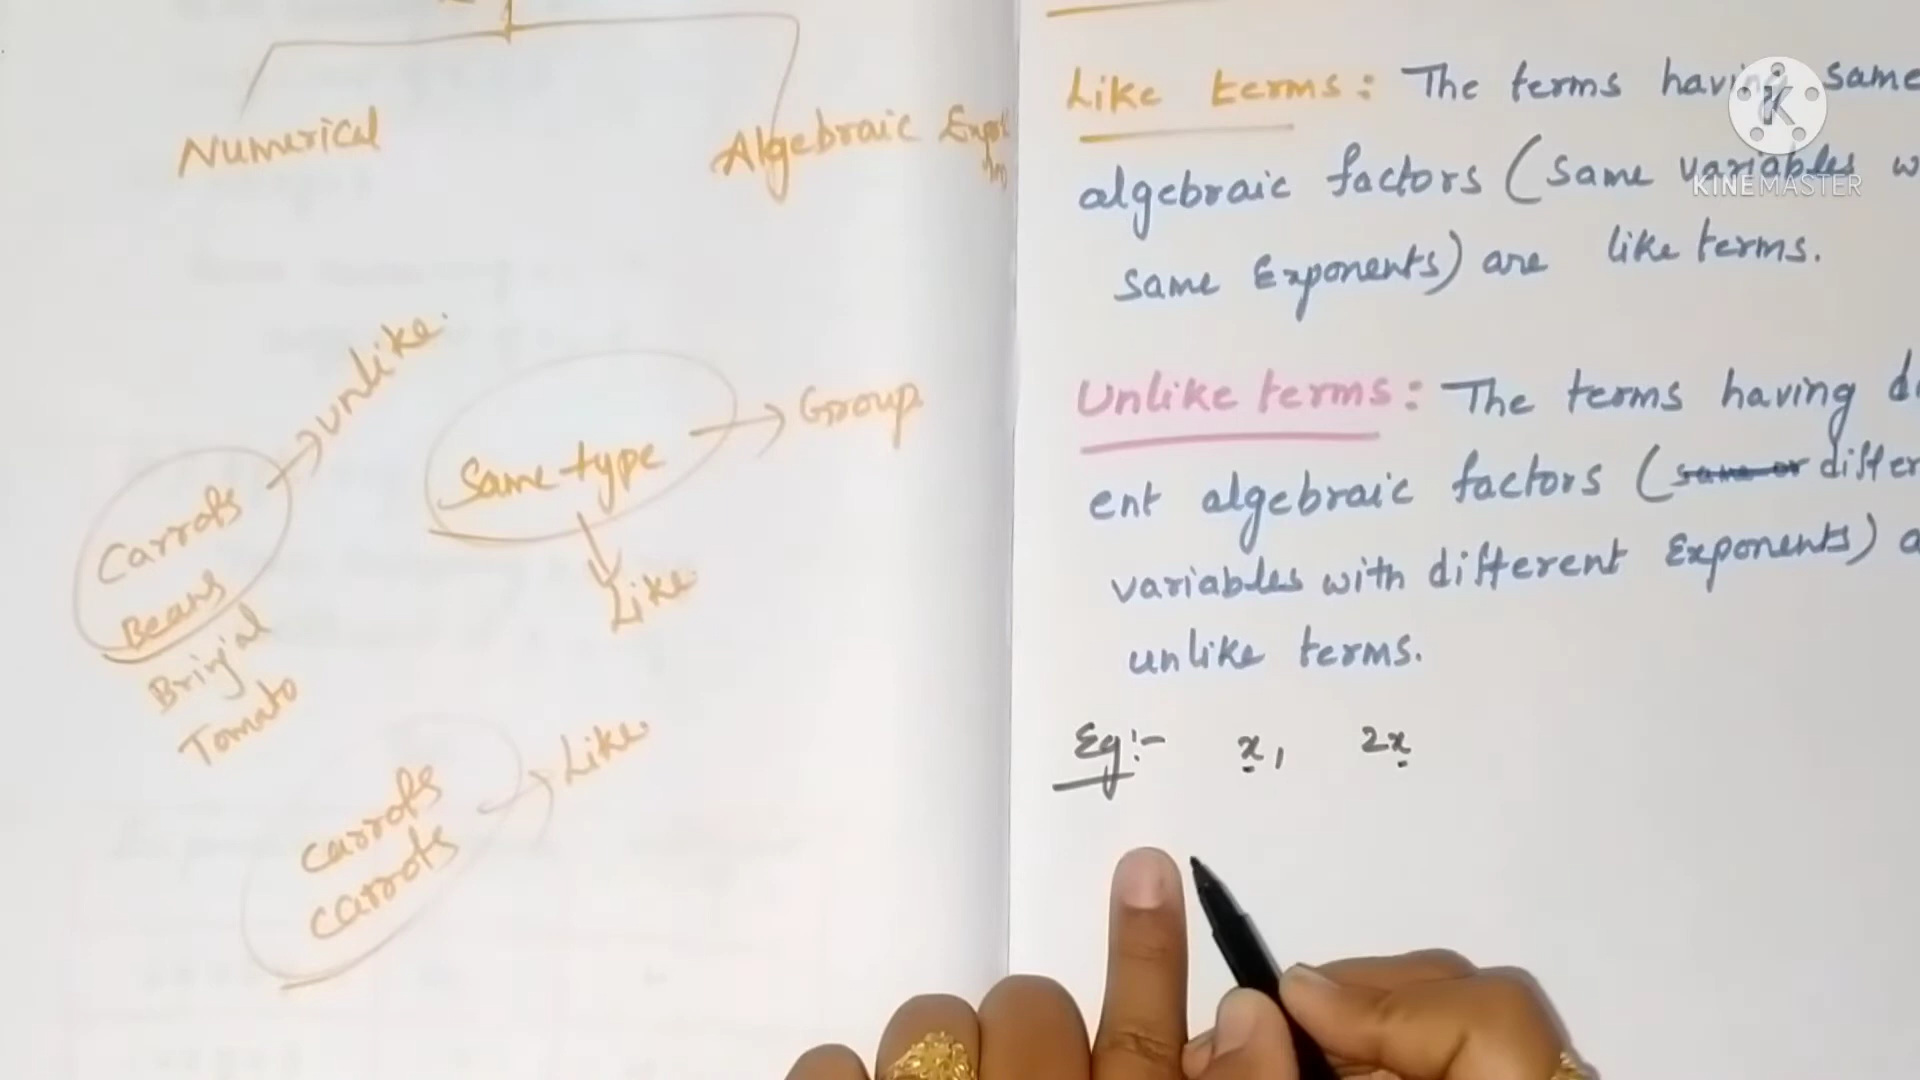 Numerical
Algebraic
unlike
Carrots
Beans
Brinjal
Tomato
Same type
Group
Like
carrots
carrots
Like
Like terms: The terms having same
algebraic factors (same variables w
same Exponents) are like terms.
Unlike terms: The terms having d
ent algebraic factors (same or differ
variables with different Exponents) a
unlike terms.
Eg:- x, 2x
K
KINEMASTER